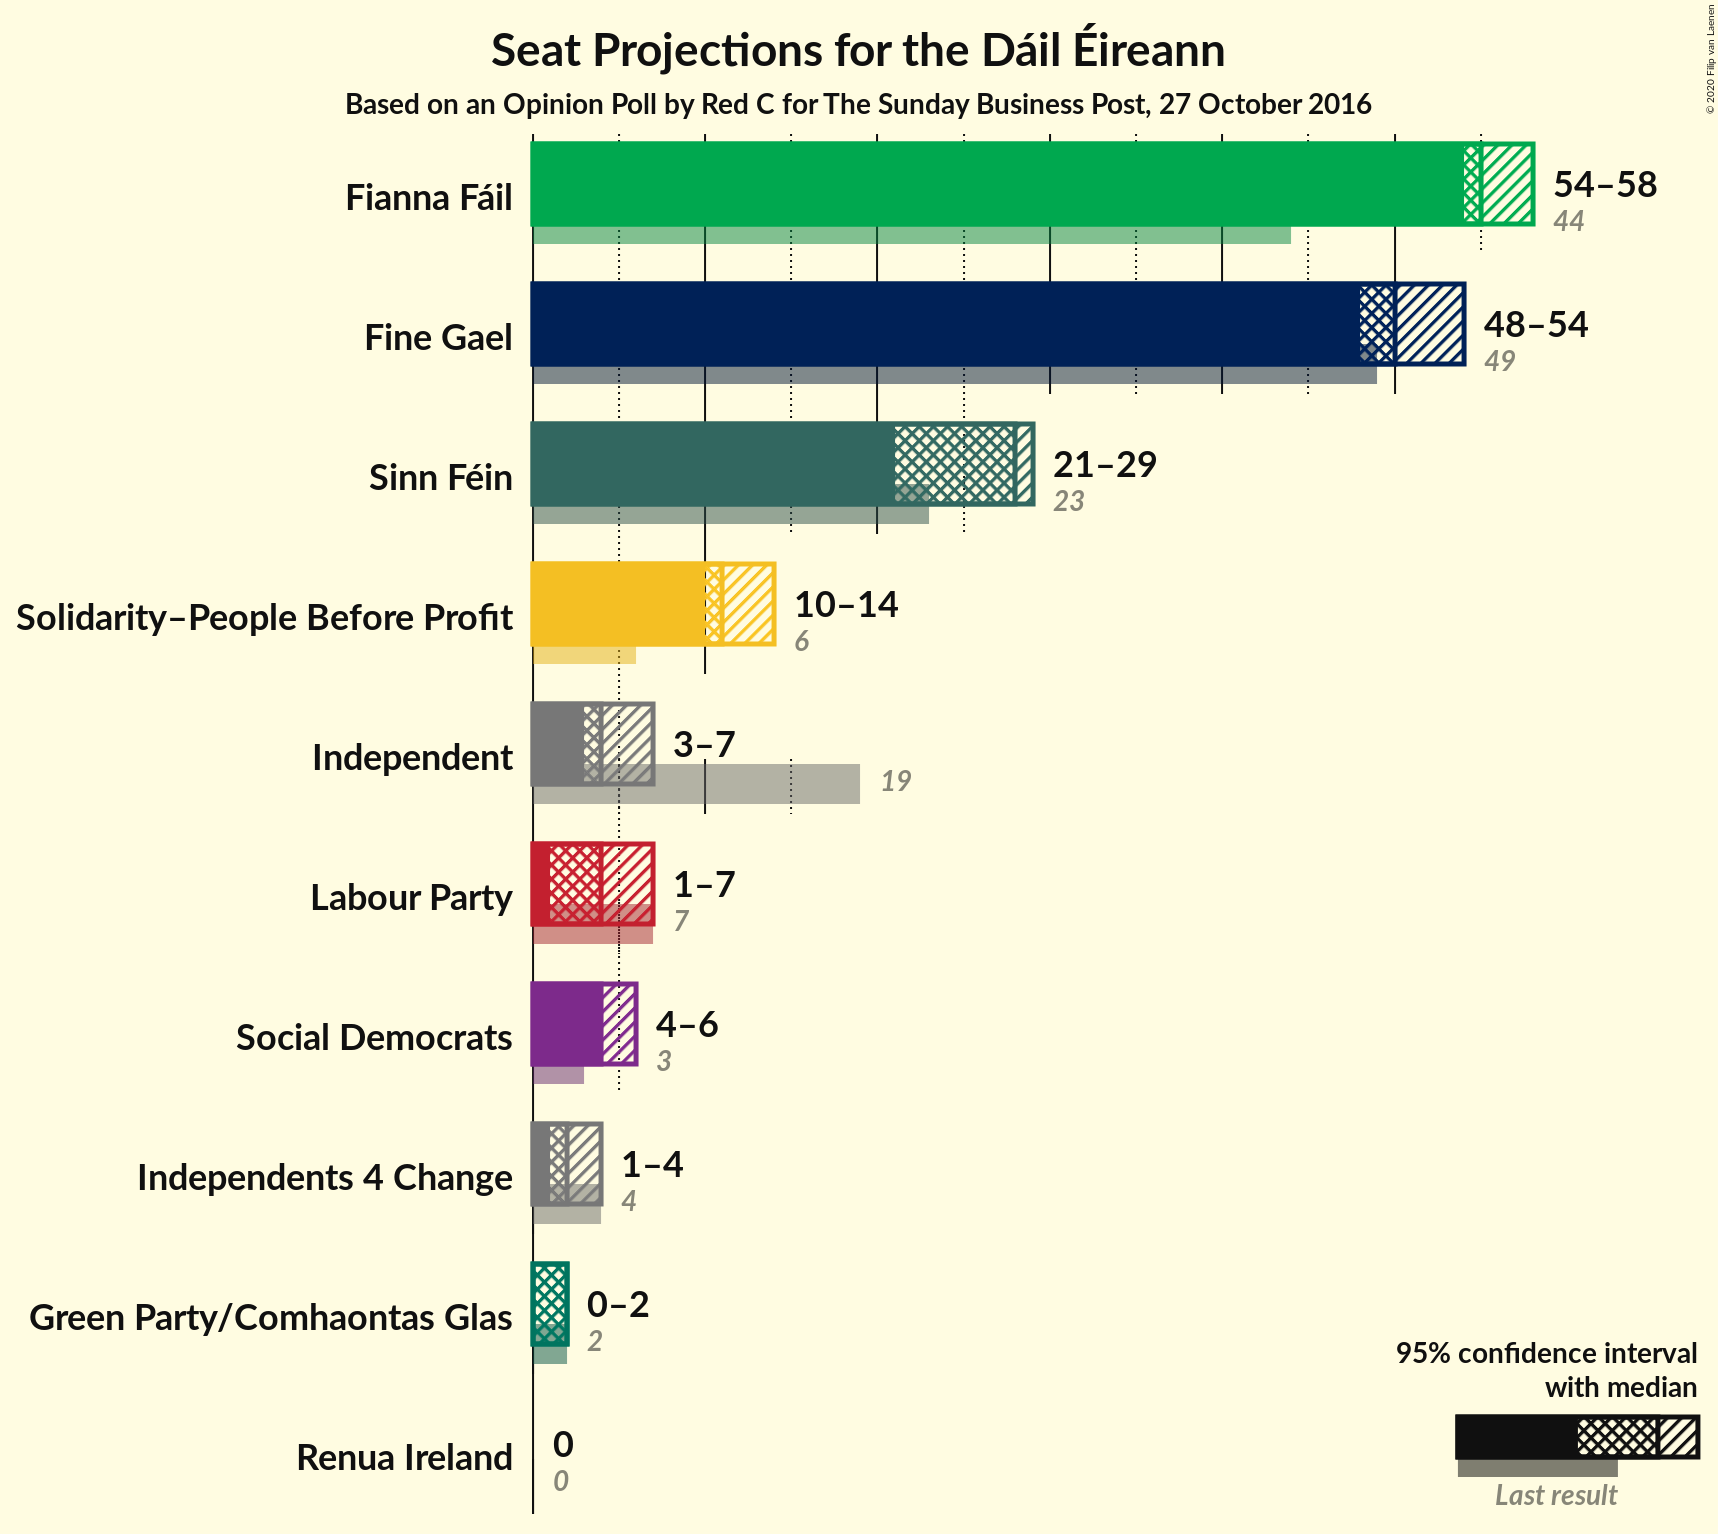 Seat Projections for the Dáil Éireann
Based on an Opinion Poll by Red C for The Sunday Business Post, 27 October 2016
© 2020 Filip van Laenen
Fianna Fáil
54–58
44
Fine Gael
48–54
49
Sinn Féin
21–29
23
Solidarity–People Before Profit
10–14
6
Independent
3–7
19
Labour Party
1–7
7
Social Democrats
4–6
3
Independents 4 Change
1–4
4
Green Party/Comhaontas Glas
0–2
2
Renua Ireland
0
0
95% confidence interval
with median
Last result